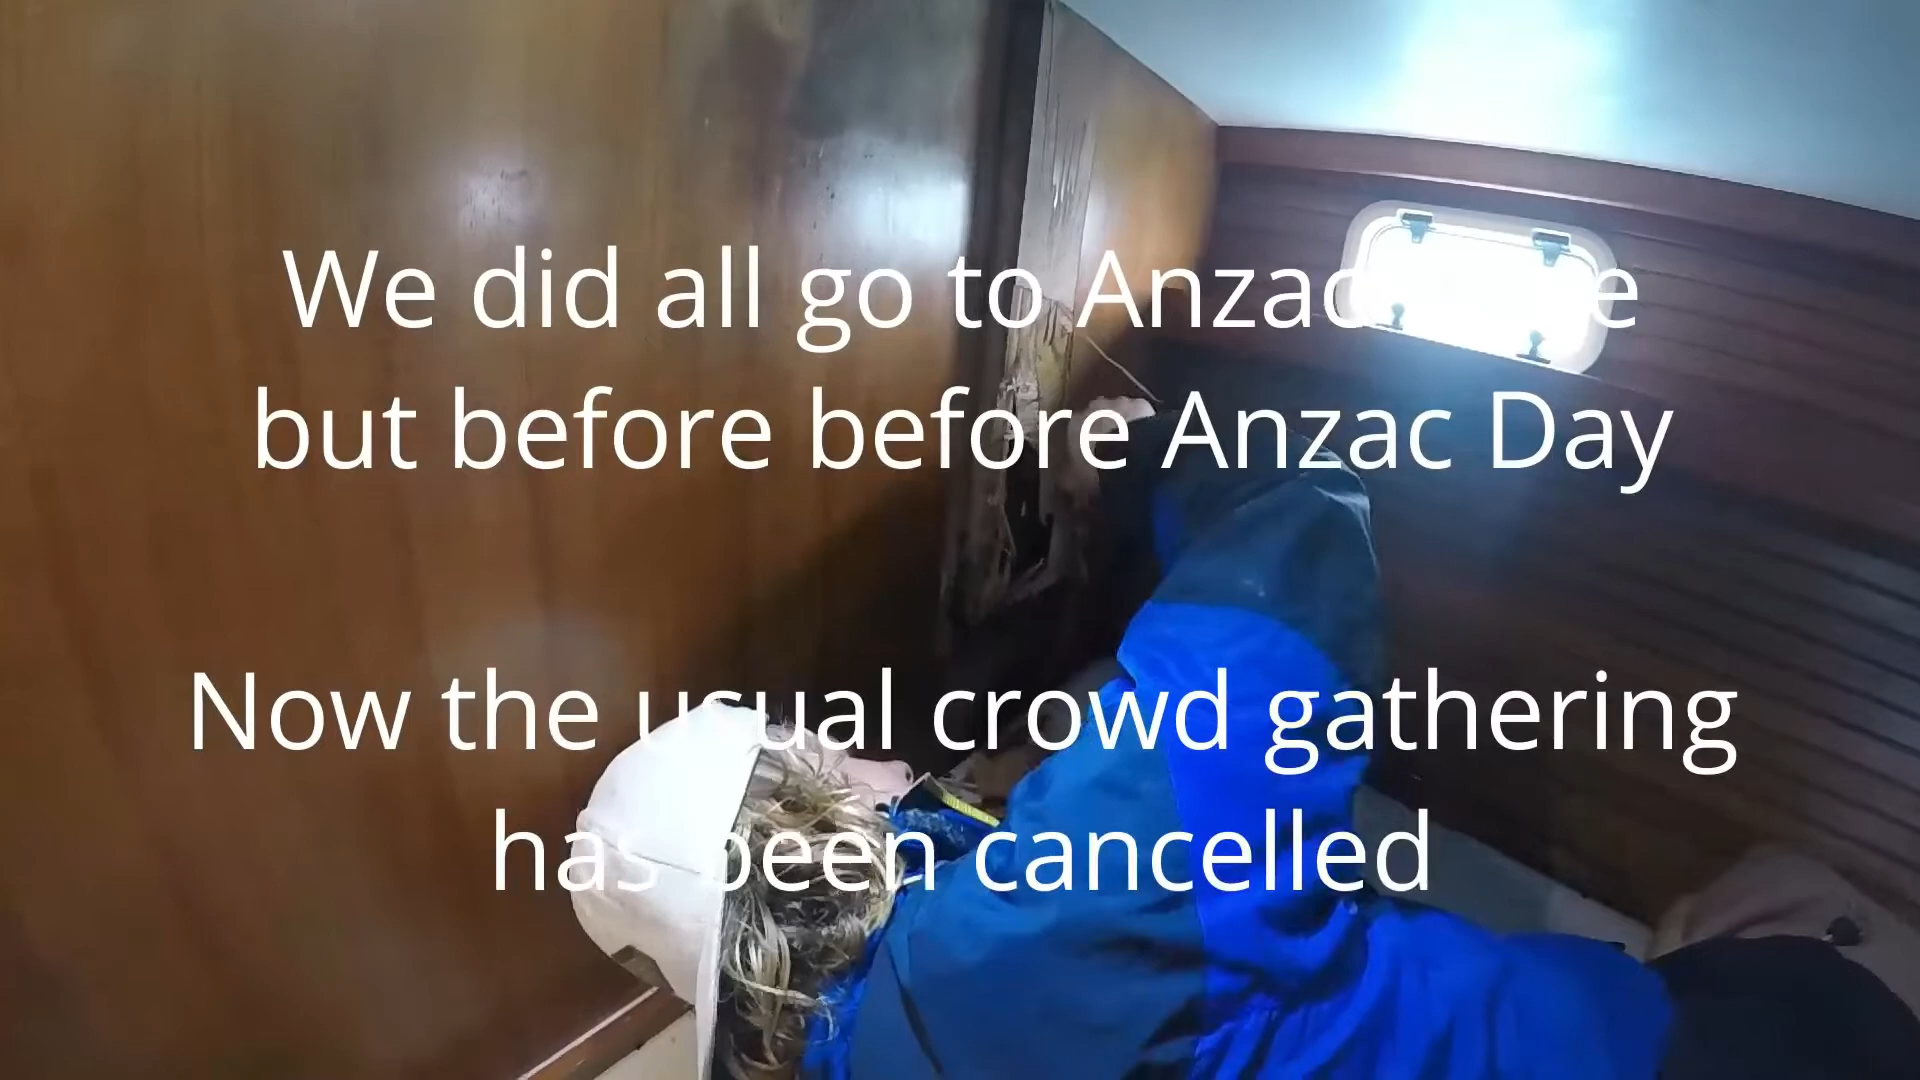 We did all go to Anzac
but before before Anzac Day
Now the usual crowd gathering
has been cancelled